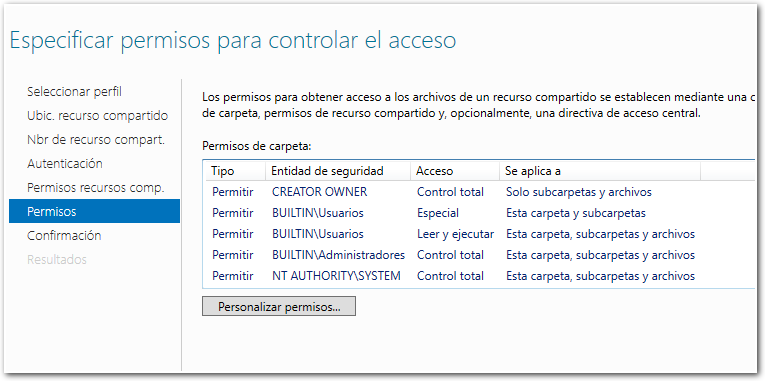 Especificar permisos para controlar el acceso
Seleccionar perfil
Ubic. recurso compartido
Nbr de recurso compart.
Autenticación
Permisos recursos comp.
Permisos
Confirmación
Resultados
Los permisos para obtener acceso a los archivos de un recurso compartido se establecen mediante una c
de carpeta, permisos de recurso compartido y, opcionalmente, una directiva de acceso central.
Permisos de carpeta:
Tipo Entidad de seguridad Acceso Se aplica a
Permitir CREATOR OWNER Control total Solo subcarpetas y archivos
Permitir BUILTIN\Usuarios Especial Esta carpeta y subcarpetas
Permitir BUILTIN\Usuarios Leer y ejecutar Esta carpeta, subcarpetas y archivos
Permitir BUILTIN\Administradores Control total Esta carpeta, subcarpetas y archivos
Permitir NT AUTHORITY\SYSTEM Control total Esta carpeta, subcarpetas y archivos
Personalizar permisos...